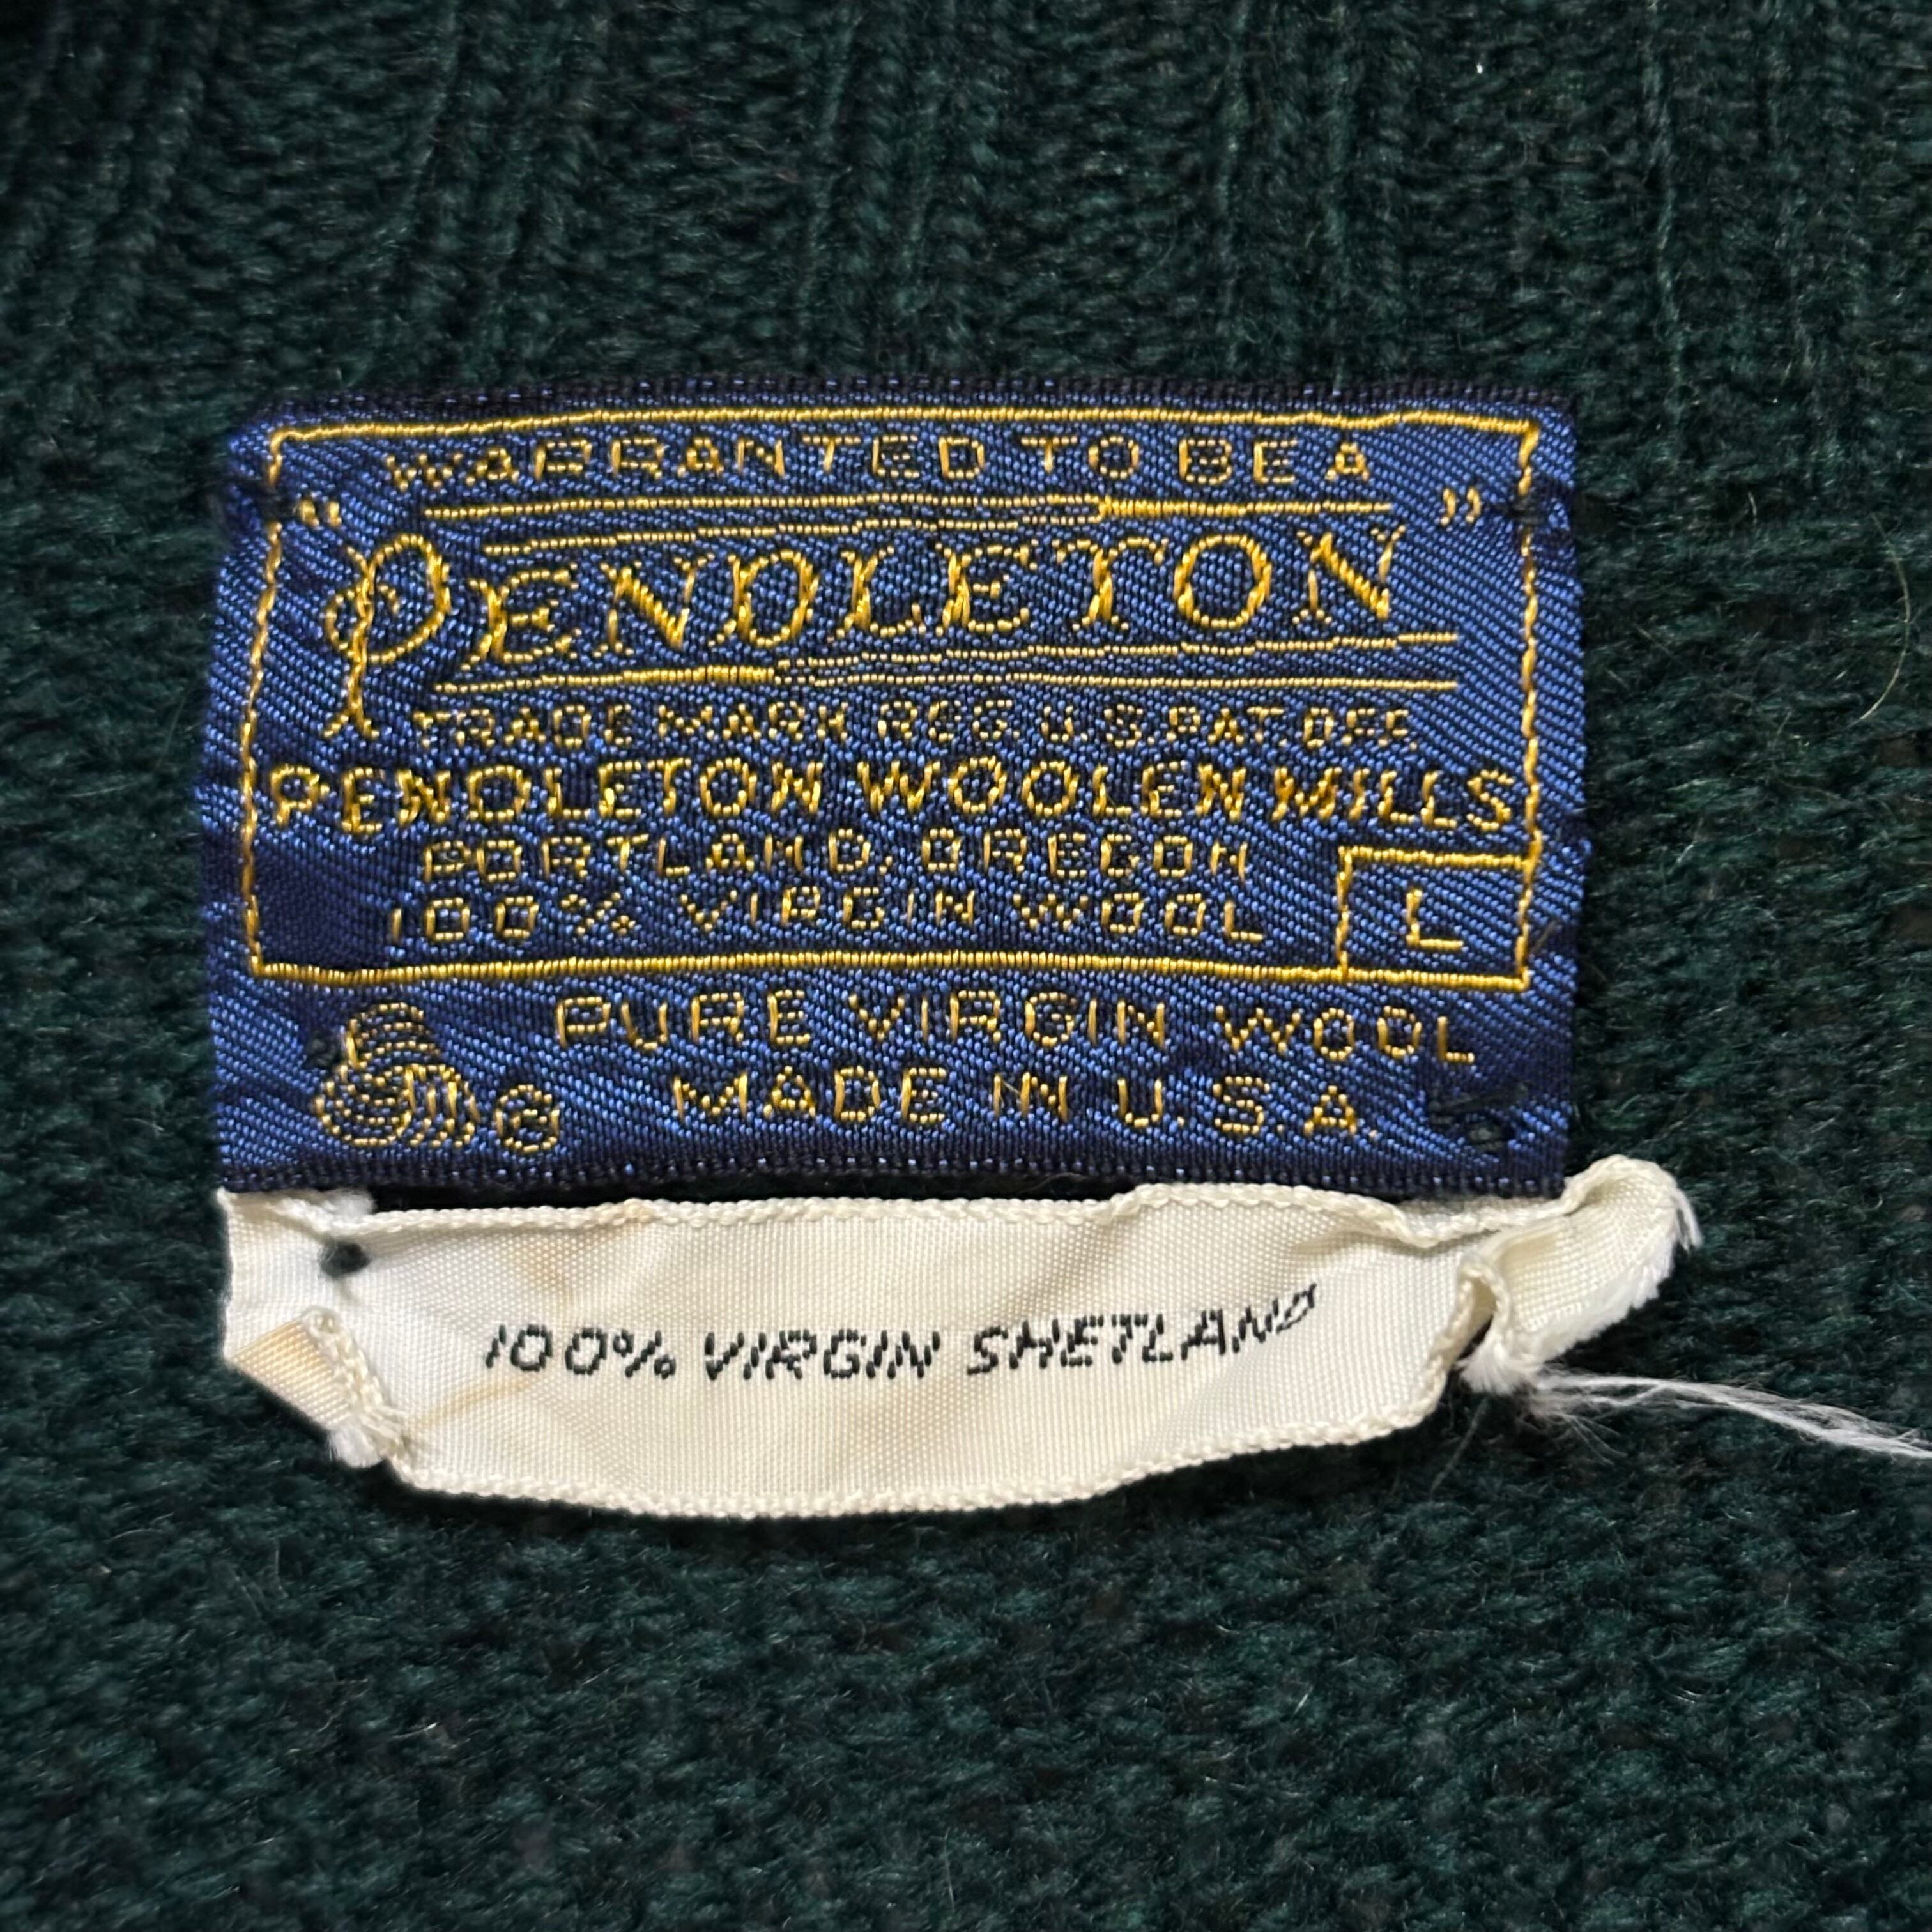 WARRANTED TO BE A
"PENDLETON"
TRADE MARK REG. U.S. PAT. OFF.
PENDLETON WOOLEN MILLS
PORTLAND, OREGON
100% VIRGIN WOOL
L
PURE VIRGIN WOOL
® MADE IN U.S.A.
100% VIRGIN SHETLAND